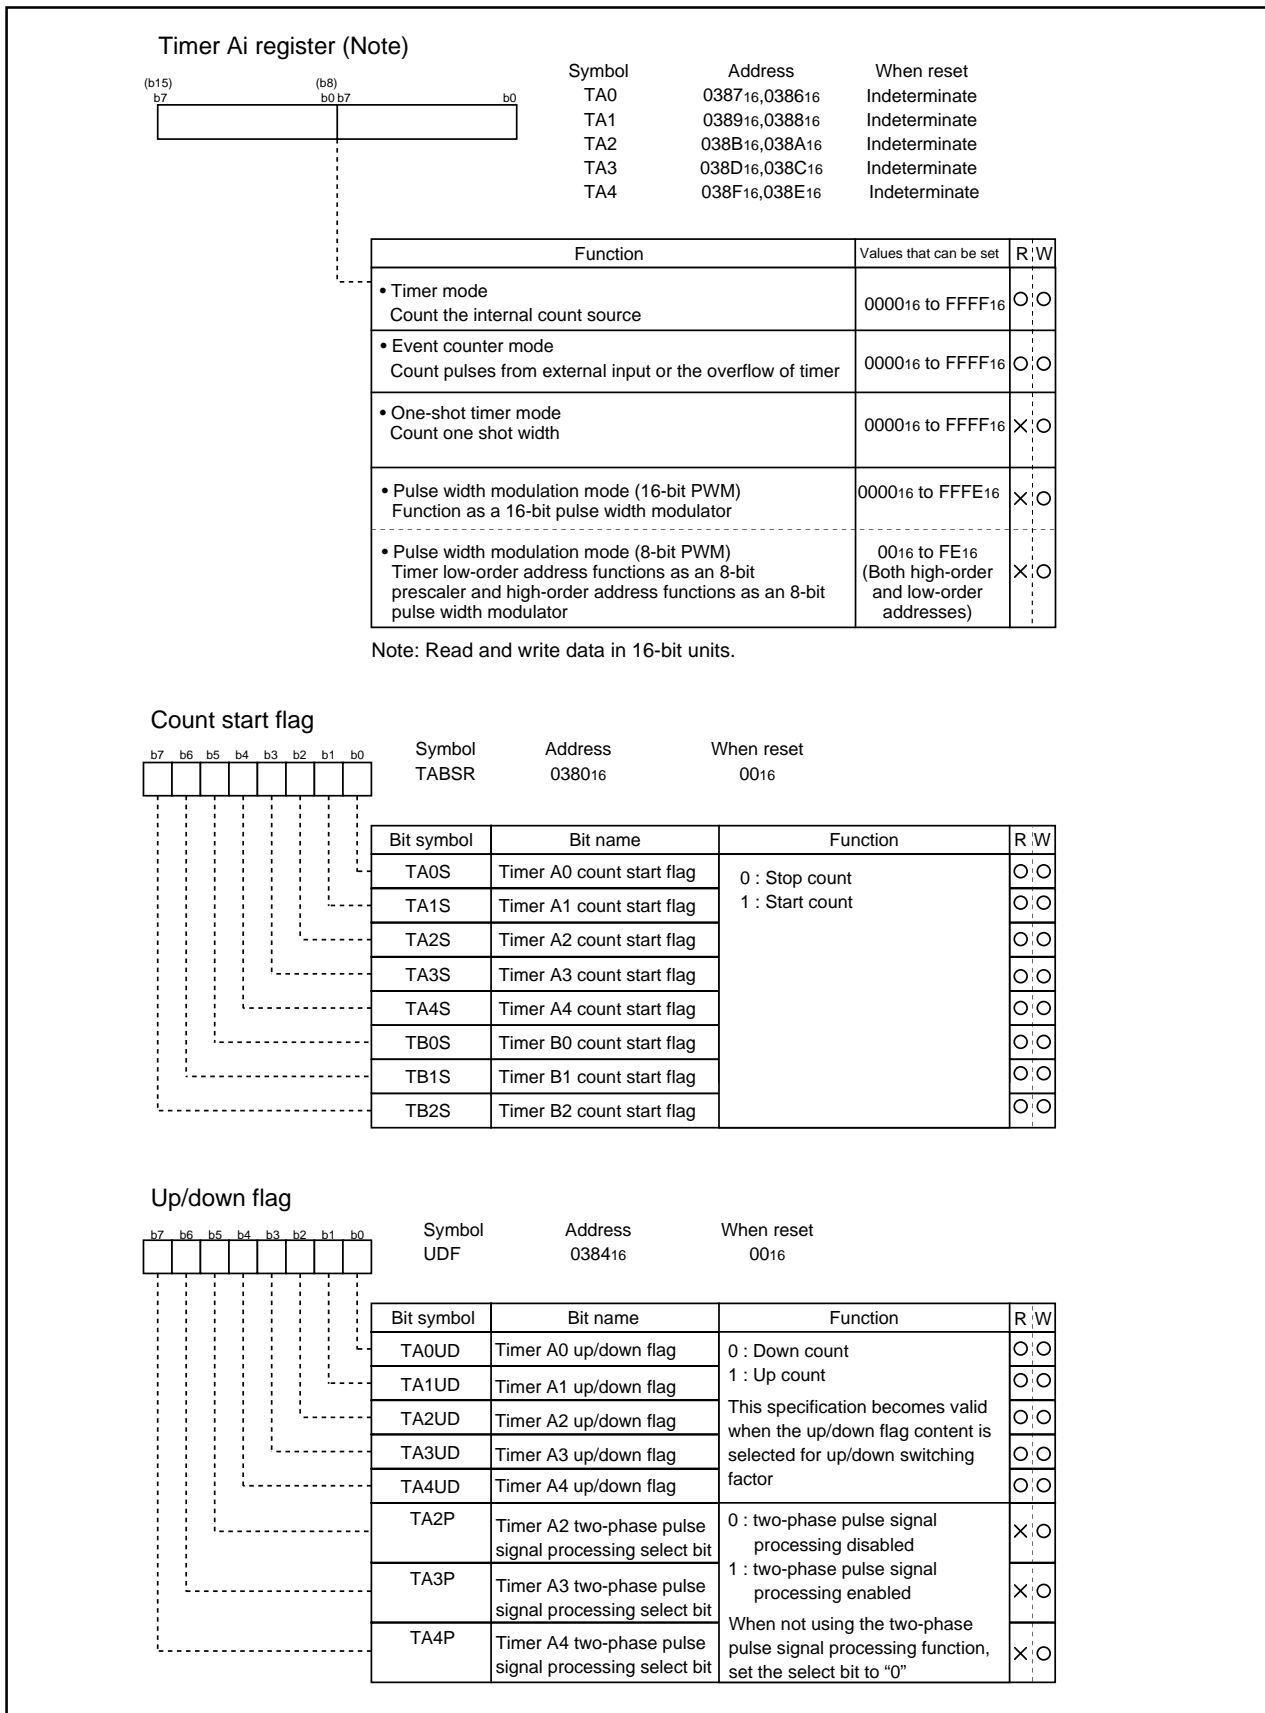 Timer Ai register (Note)
(b15) (b8)
b7 b0 b7 b0
Symbol Address When reset
TA0 038716,038616 Indeterminate
TA1 038916,038816 Indeterminate
TA2 038B16,038A16 Indeterminate
TA3 038D16,038C16 Indeterminate
TA4 038F16,038E16 Indeterminate
Function Values that can be set R W
• Timer mode
Count the internal count source 000016 to FFFF16 O O
• Event counter mode
Count pulses from external input or the overflow of timer 000016 to FFFF16 O O
• One-shot timer mode
Count one shot width 000016 to FFFF16 X O
• Pulse width modulation mode (16-bit PWM) 000016 to FFFE16 X O
Function as a 16-bit pulse width modulator
• Pulse width modulation mode (8-bit PWM) 0016 to FE16
Timer low-order address functions as an 8-bit (Both high-order X O
prescaler and high-order address functions as an 8-bit and low-order
pulse width modulator addresses)
Note: Read and write data in 16-bit units.
Count start flag
b7 b6 b5 b4 b3 b2 b1 b0
Symbol Address When reset
TABSR 038016 0016
Bit symbol Bit name Function R W
TA0S Timer A0 count start flag 0 : Stop count O O
TA1S Timer A1 count start flag 1 : Start count O O
TA2S Timer A2 count start flag O O
TA3S Timer A3 count start flag O O
TA4S Timer A4 count start flag O O
TB0S Timer B0 count start flag O O
TB1S Timer B1 count start flag O O
TB2S Timer B2 count start flag O O
Up/down flag
b7 b6 b5 b4 b3 b2 b1 b0
Symbol Address When reset
UDF 038416 0016
Bit symbol Bit name Function R W
TA0UD Timer A0 up/down flag 0 : Down count O O
TA1UD Timer A1 up/down flag 1 : Up count O O
TA2UD Timer A2 up/down flag This specification becomes valid O O
when the up/down flag content is
TA3UD Timer A3 up/down flag selected for up/down switching O O
TA4UD Timer A4 up/down flag factor O O
TA2P Timer A2 two-phase pulse 0 : two-phase pulse signal X O
signal processing select bit processing disabled
TA3P Timer A3 two-phase pulse 1 : two-phase pulse signal X O
signal processing select bit processing enabled
TA4P Timer A4 two-phase pulse When not using the two-phase X O
signal processing select bit pulse signal processing function,
set the select bit to “0”